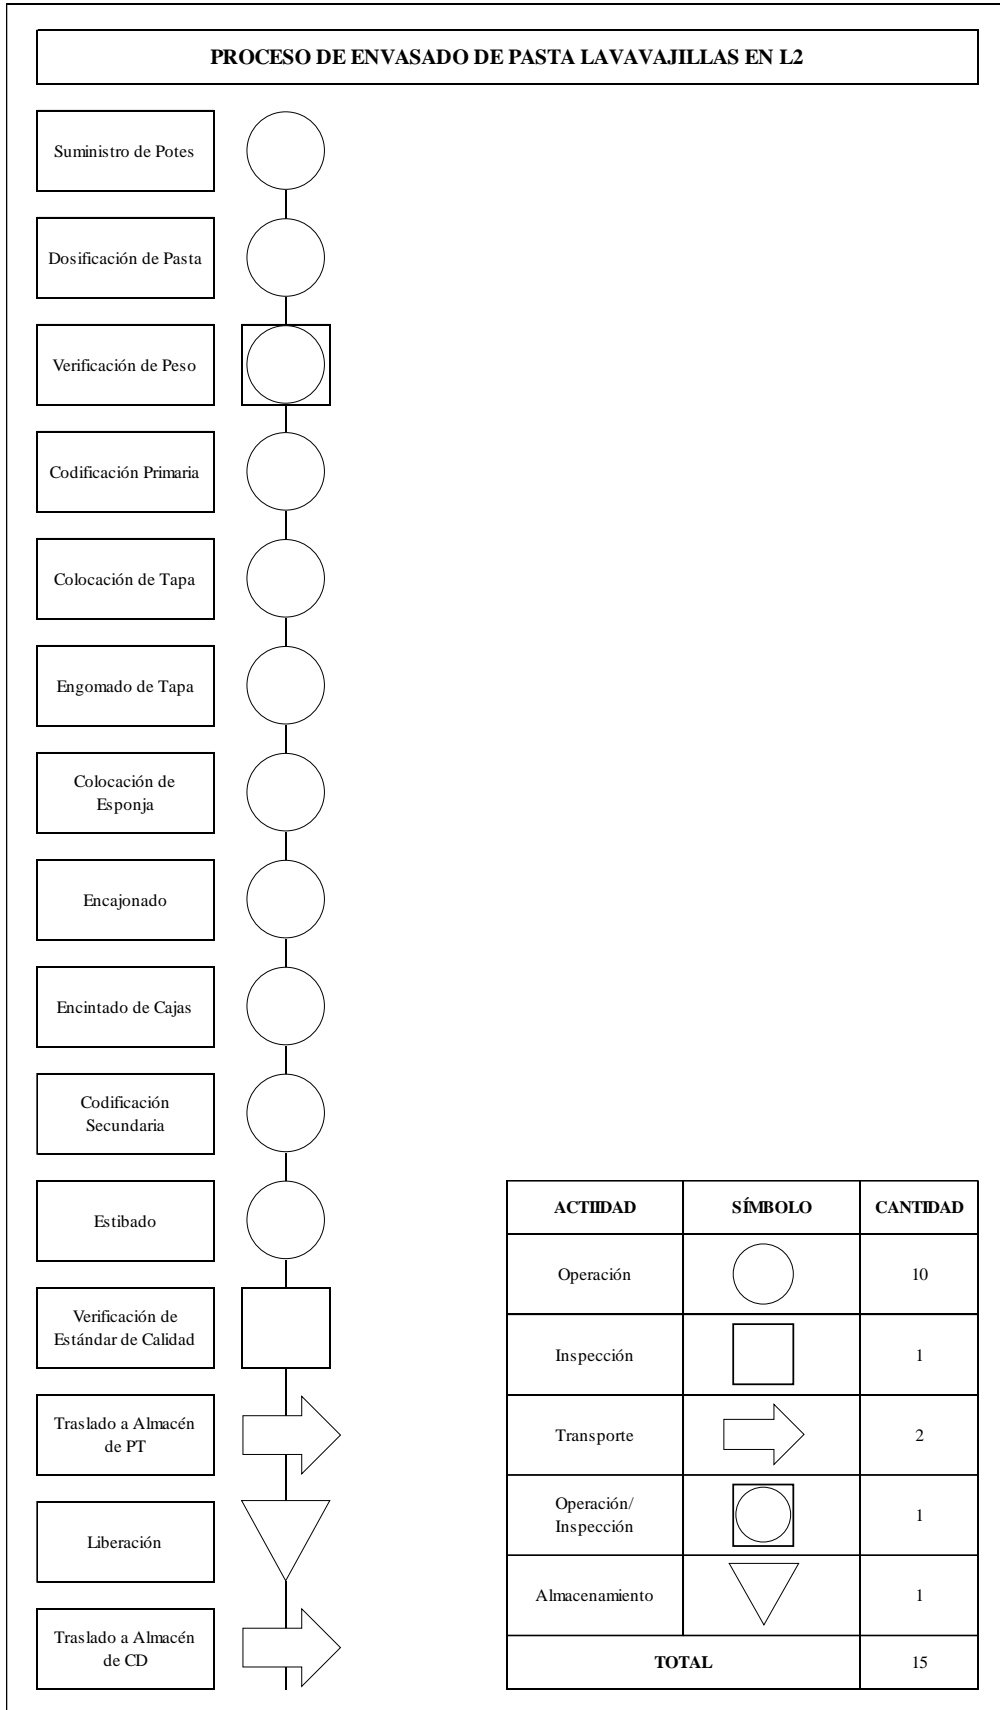 PROCESO DE ENVASADO DE PASTA LAVAVAJILLAS EN L2
Suministro de Potes
Dosificación de Pasta
Verificación de Peso
Codificación Primaria
Colocación de Tapa
Engomado de Tapa
Colocación de
Esponja
Encajonado
Encintado de Cajas
Codificación
Secundaria
Estibado
Verificación de
Estándar de Calidad
Traslado a Almacén
de PT
Liberación
Traslado a Almacén
de CD
ACTIIDAD SÍMBOLO CANTIDAD
Operación 10
Inspección 1
Transporte 2
Operación/
Inspección 1
Almacenamiento 1
TOTAL 15